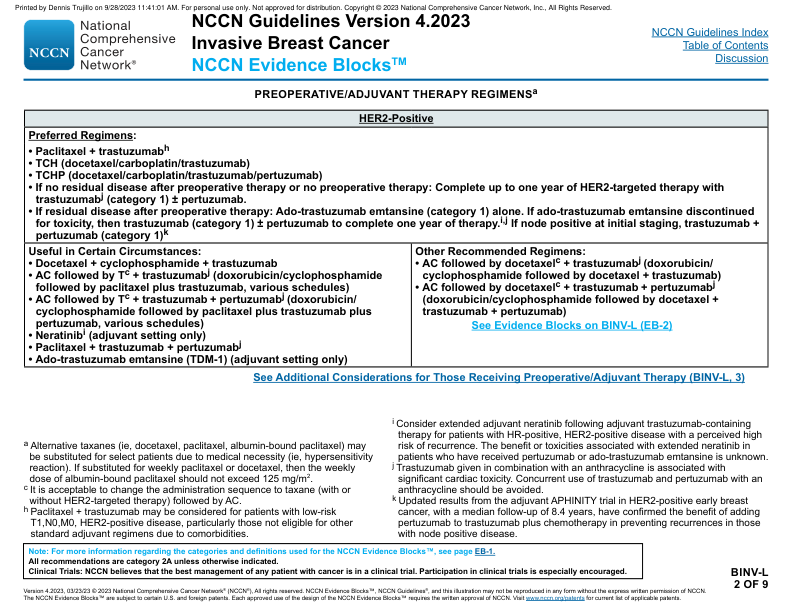 Printed by Dennis Trujillo on 9/28/2023 11:41:01 AM. For personal use only. Not approved for distribution. Copyright © 2023 National Comprehensive Cancer Network, Inc., All Rights Reserved.
NCCN
National
Comprehensive
Cancer
Network®
NCCN Guidelines Version 4.2023
Invasive Breast Cancer
NCCN Evidence Blocks™
NCCN Guidelines Index
Table of Contents
Discussion
PREOPERATIVE/ADJUVANT THERAPY REGIMENSa
HER2-Positive
Preferred Regimens:
• Paclitaxel + trastuzumabh
• TCH (docetaxel/carboplatin/trastuzumab)
• TCHP (docetaxel/carboplatin/trastuzumab/pertuzumab)
• If no residual disease after preoperative therapy or no preoperative therapy: Complete up to one year of HER2-targeted therapy with
trastuzumabj (category 1) ± pertuzumab.
• If residual disease after preoperative therapy: Ado-trastuzumab emtansine (category 1) alone. If ado-trastuzumab emtansine discontinued
for toxicity, then trastuzumab (category 1) ± pertuzumab to complete one year of therapy.i,j If node positive at initial staging, trastuzumab +
pertuzumab (category 1)k
Useful in Certain Circumstances:
• Docetaxel + cyclophosphamide + trastuzumab
• AC followed by Tc + trastuzumabj (doxorubicin/cyclophosphamide
followed by paclitaxel plus trastuzumab, various schedules)
• AC followed by Tc + trastuzumab + pertuzumabj (doxorubicin/
cyclophosphamide followed by paclitaxel plus trastuzumab plus
pertuzumab, various schedules)
• Neratinibi (adjuvant setting only)
• Paclitaxel + trastuzumab + pertuzumabj
• Ado-trastuzumab emtansine (TDM-1) (adjuvant setting only)
Other Recommended Regimens:
• AC followed by docetaxelc + trastuzumabj (doxorubicin/
cyclophosphamide followed by docetaxel + trastuzumab)
• AC followed by docetaxelc + trastuzumab + pertuzumabj
(doxorubicin/cyclophosphamide followed by docetaxel +
trastuzumab + pertuzumab)
See Evidence Blocks on BINV-L (EB-2)
See Additional Considerations for Those Receiving Preoperative/Adjuvant Therapy (BINV-L, 3)
a Alternative taxanes (ie, docetaxel, paclitaxel, albumin-bound paclitaxel) may
be substituted for select patients due to medical necessity (ie, hypersensitivity
reaction). If substituted for weekly paclitaxel or docetaxel, then the weekly
dose of albumin-bound paclitaxel should not exceed 125 mg/m2.
c It is acceptable to change the administration sequence to taxane (with or
without HER2-targeted therapy) followed by AC.
h Paclitaxel + trastuzumab may be considered for patients with low-risk
T1,N0,M0, HER2-positive disease, particularly those not eligible for other
standard adjuvant regimens due to comorbidities.
i Consider extended adjuvant neratinib following adjuvant trastuzumab-containing
therapy for patients with HR-positive, HER2-positive disease with a perceived high
risk of recurrence. The benefit or toxicities associated with extended neratinib in
patients who have received pertuzumab or ado-trastuzumab emtansine is unknown.
j Trastuzumab given in combination with an anthracycline is associated with
significant cardiac toxicity. Concurrent use of trastuzumab and pertuzumab with an
anthracycline should be avoided.
k Updated results from the adjuvant APHINITY trial in HER2-positive early breast
cancer, with a median follow-up of 8.4 years, have confirmed the benefit of adding
pertuzumab to trastuzumab plus chemotherapy in preventing recurrences in those
with node positive disease.
Note: For more information regarding the categories and definitions used for the NCCN Evidence Blocks™, see page EB-1.
All recommendations are category 2A unless otherwise indicated.
Clinical Trials: NCCN believes that the best management of any patient with cancer is in a clinical trial. Participation in clinical trials is especially encouraged.
BINV-L
2 OF 9
Version 4.2023, 03/23/23 © 2023 National Comprehensive Cancer Network® (NCCN®), All rights reserved. NCCN Evidence Blocks™, NCCN Guidelines®, and this illustration may not be reproduced in any form without the express written permission of NCCN.
The NCCN Evidence Blocks™ are subject to certain U.S. and foreign patents. Each approved use of the design of the NCCN Evidence Blocks™ requires the written approval of NCCN. Visit www.nccn.org/patents for current list of applicable patents.